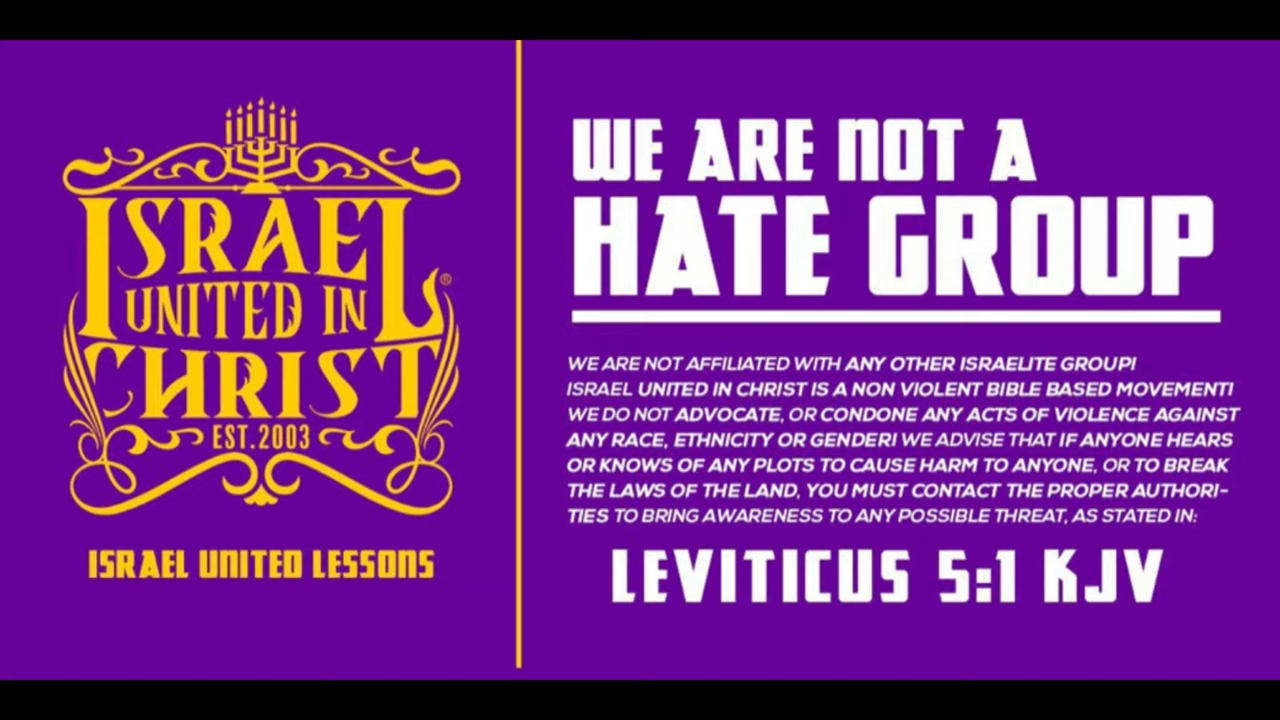 ISRAEL
UNITED IN
CHRIST
®
EST. 2003
ISRAEL UNITED LESSONS
WE ARE NOT A
HATE GROUP
WE ARE NOT AFFILIATED WITH ANY OTHER ISRAELITE GROUP!
ISRAEL UNITED IN CHRIST IS A NON VIOLENT BIBLE BASED MOVEMENT!
WE DO NOT ADVOCATE, OR CONDONE ANY ACTS OF VIOLENCE AGAINST
ANY RACE, ETHNICITY OR GENDER! WE ADVISE THAT IF ANYONE HEARS
OR KNOWS OF ANY PLOTS TO CAUSE HARM TO ANYONE, OR TO BREAK
THE LAWS OF THE LAND, YOU MUST CONTACT THE PROPER AUTHORI-
TIES TO BRING AWARENESS TO ANY POSSIBLE THREAT, AS STATED IN:
LEVITICUS 5:1 KJV